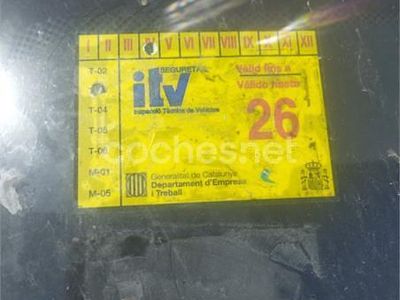 I II III IV V VI VII VIII IX X XI XII
SEGURETAT
T-02
itv
Vàlid fins a
Válido hasta
26
T-04
Inspecció Tècnica de Vehicles
T-05
T-06
coches.net
M-01
M-05
Generalitat de Catalunya
Departament d'Empresa
i Treball